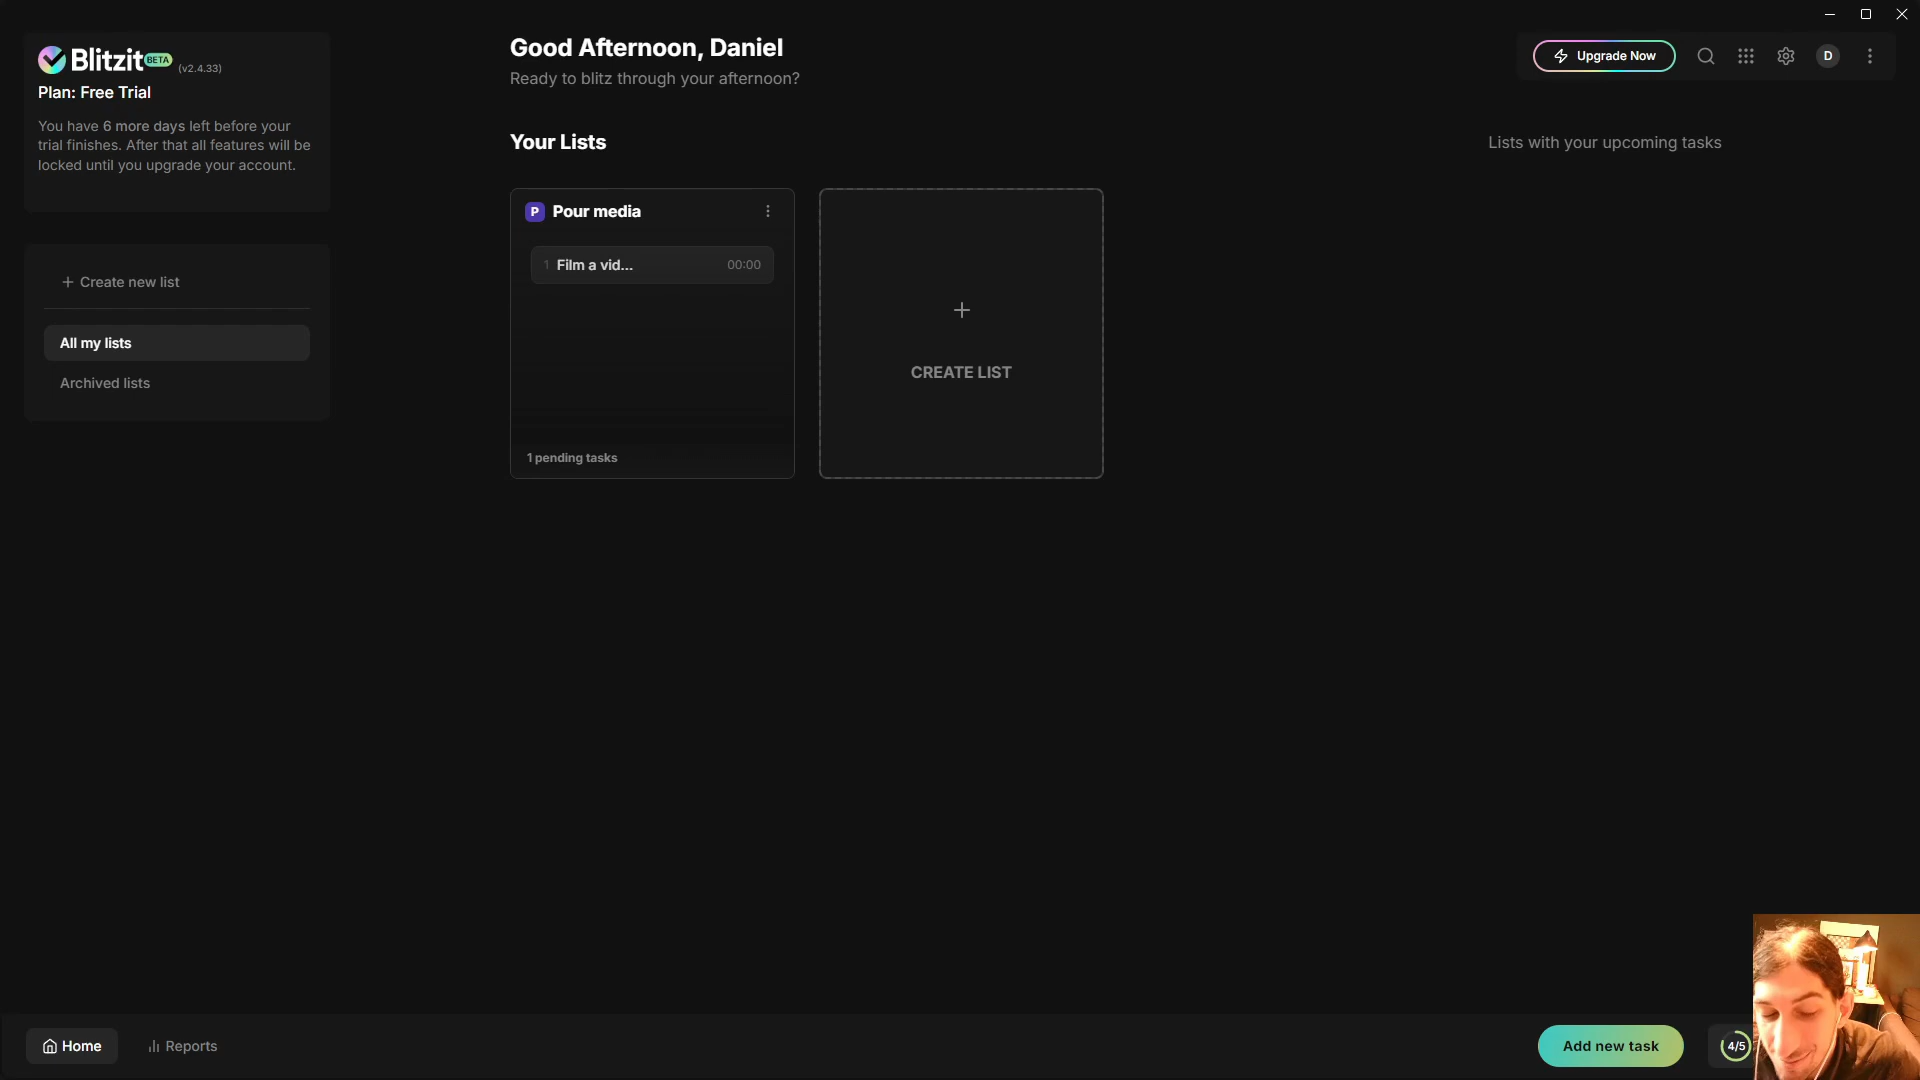 Blitzit BETA (v2.4.33)
Plan: Free Trial
You have 6 more days left before your
trial finishes. After that all features will be
locked until you upgrade your account.
+ Create new list
All my lists
Archived lists
Good Afternoon, Daniel
Ready to blitz through your afternoon?
Upgrade Now
D
Your Lists
Lists with your upcoming tasks
P Pour media
1 Film a vid... 00:00
1 pending tasks
+
CREATE LIST
Home
Reports
Add new task
4/5